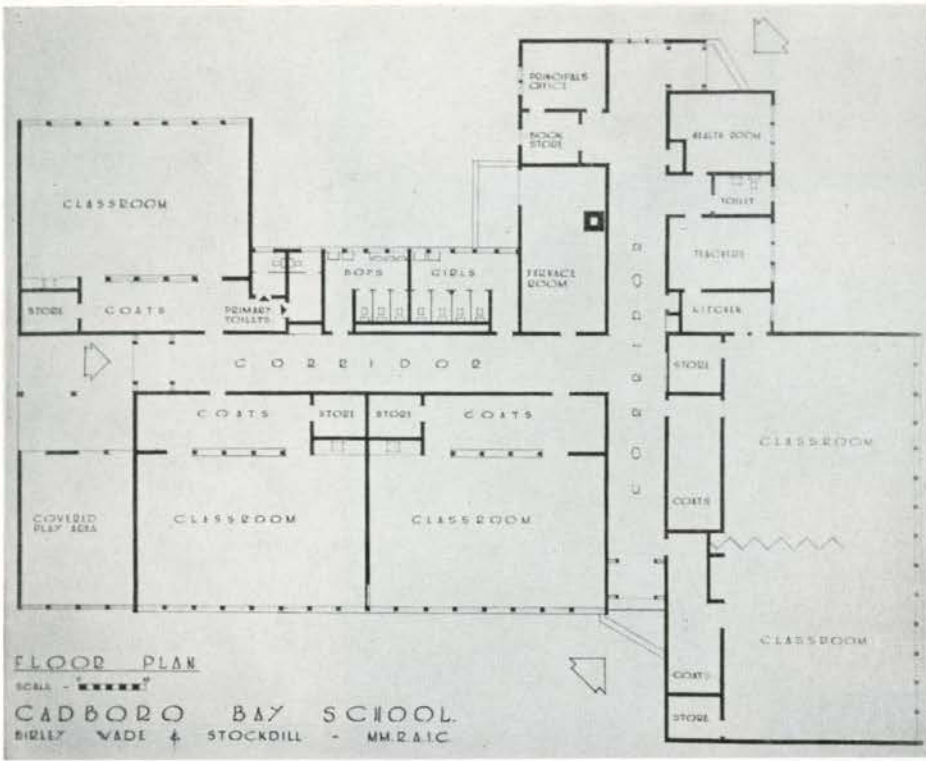 PRINCIPALS
OFFICE
BOOK
STORE
HEALTH ROOM
TOILET
TEACHERS
KITCHEN
CLASSROOM
STORE
COATS
PRIMARY
TOILETS
BOYS
GIRLS
FURNACE
ROOM
CORRIDOR
CORRIDOR
COATS
STORE
STORE
COATS
STORE
CLASSROOM
COATS
COVERED
PLAY AREA
CLASSROOM
CLASSROOM
CLASSROOM
COATS
STORE
FLOOR PLAN
SCALE -
CADBORO BAY SCHOOL.
BIRLEY WADE & STOCKDILL - MM.R.A.I.C